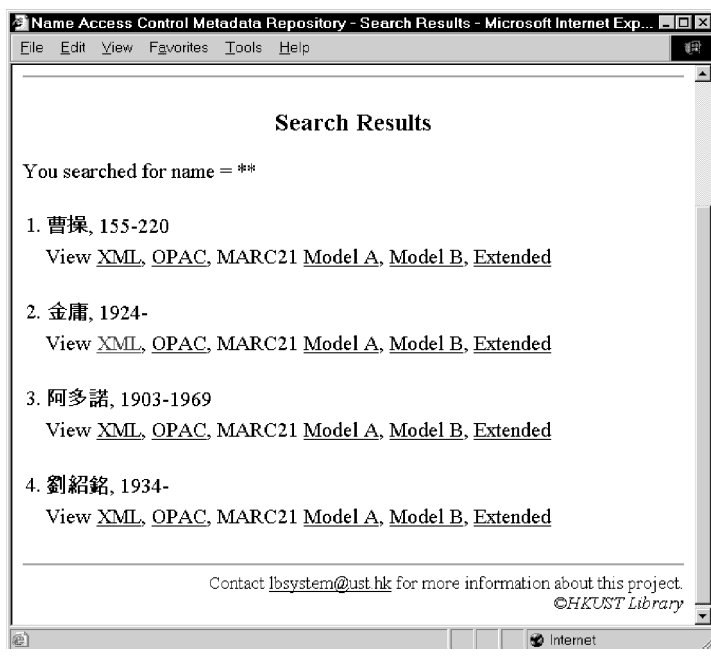 Name Access Control Metadata Repository - Search Results - Microsoft Internet Exp...
File Edit View Favorites Tools Help
Search Results
You searched for name = **
1. 曹操, 155-220
View XML, OPAC, MARC21 Model A, Model B, Extended
2. 金庸, 1924-
View XML, OPAC, MARC21 Model A, Model B, Extended
3. 阿多諾, 1903-1969
View XML, OPAC, MARC21 Model A, Model B, Extended
4. 劉紹銘, 1934-
View XML, OPAC, MARC21 Model A, Model B, Extended
Contact lbsystem@ust.hk for more information about this project.
©HKUST Library
Internet